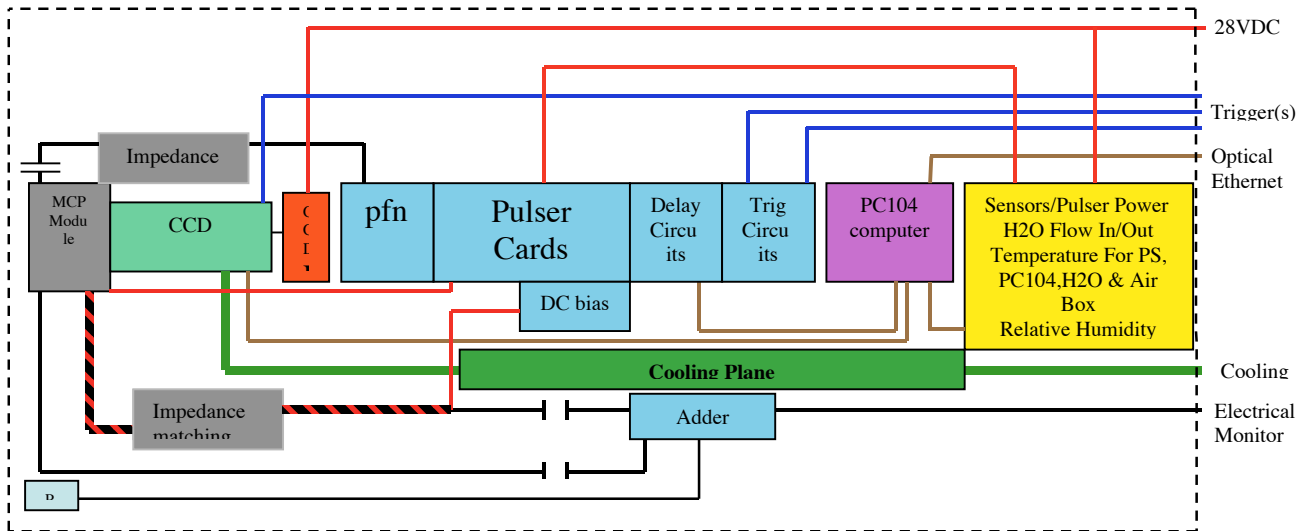 28VDC
Trigger(s)
Optical
Ethernet
Impedance
MCP
Modu
le
CCD
C
C
D
pfn
Pulser
Cards
Delay
Circu
its
Trig
Circu
its
PC104
computer
Sensors/Pulser Power
H2O Flow In/Out
Temperature For PS,
PC104,H2O & Air
Box
Relative Humidity
DC bias
Cooling Plane
Cooling
Impedance
matching
Adder
Electrical
Monitor